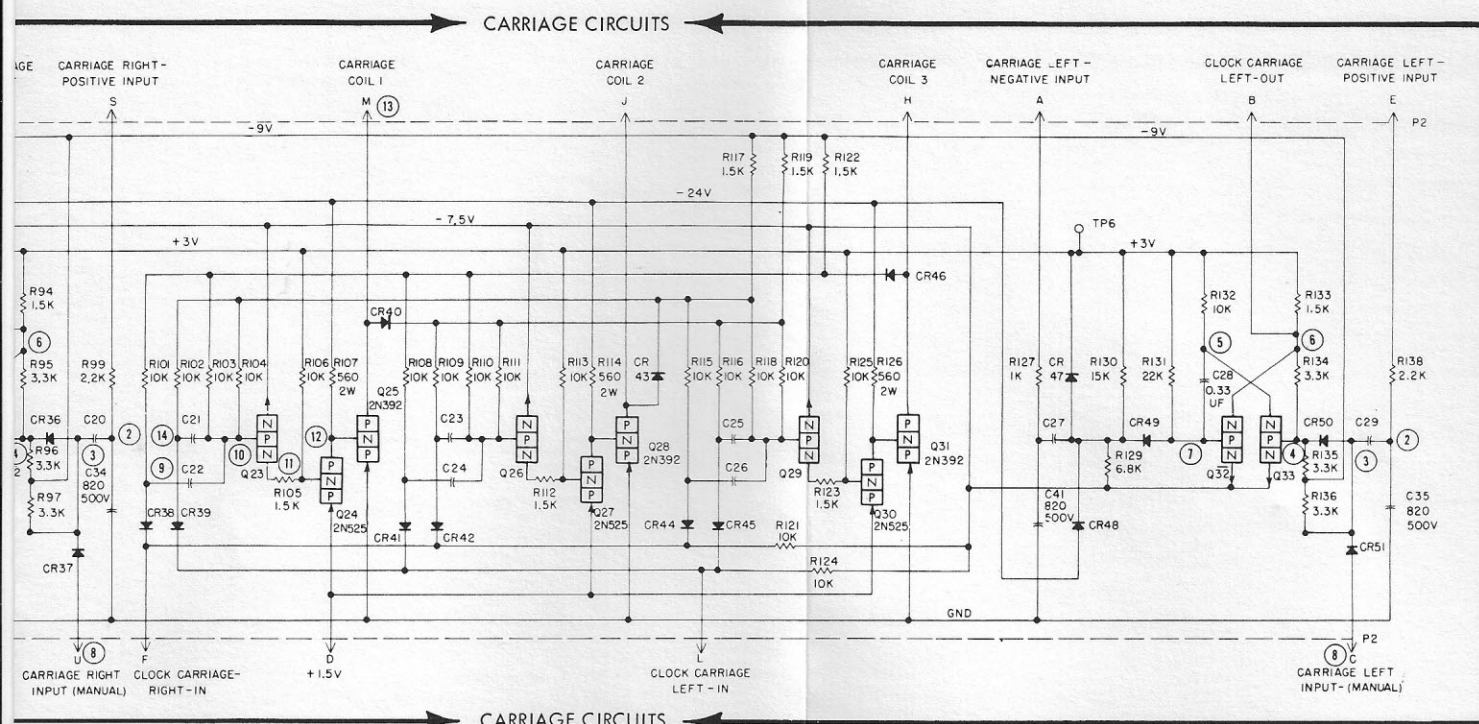 CARRIAGE CIRCUITS
AGE
CARRIAGE RIGHT-
POSITIVE INPUT
S
CARRIAGE
COIL 1
M
13
CARRIAGE
COIL 2
J
CARRIAGE
COIL 3
H
CARRIAGE LEFT -
NEGATIVE INPUT
A
CLOCK CARRIAGE
LEFT-OUT
B
CARRIAGE LEFT -
POSITIVE INPUT
E
P2
-9V
-9V
R117
1.5K
R119
1.5K
R122
1.5K
-24V
-7.5V
+3V
TP6
+3V
R94
1.5K
6
R95
3.3K
R99
2.2K
R101
10K
R102
10K
R103
10K
R104
10K
R106
10K
R107
560
2W
CR40
Q25
2N392
R108
10K
R109
10K
R110
10K
R111
10K
R113
10K
R114
560
2W
CR
43
R115
10K
R116
10K
R118
10K
R120
10K
R125
10K
R126
560
2W
CR46
R127
1K
CR
47
R130
15K
R131
22K
R132
10K
5
C28
0.33
UF
R133
1.5K
6
R134
3.3K
R138
2.2K
CR36
C20
2
3
R96
3.3K
R97
3.3K
C34
820
500V
CR37
14
C21
9
C22
10
N
P
N
Q23
11
R105
1.5K
12
P
N
P
P
N
P
Q24
2N525
CR38
CR39
C23
C24
N
P
N
Q26
R112
1.5K
P
N
P
Q28
2N392
P
N
P
Q27
2N525
CR41
CR42
C25
C26
N
P
N
Q29
R123
1.5K
P
N
P
Q31
2N392
P
N
P
Q30
2N525
CR44
CR45
R121
10K
R124
10K
C27
CR49
R129
6.8K
7
N
P
N
Q32
N
P
N
Q33
4
CR50
C29
2
3
R135
3.3K
R136
3.3K
C41
820
500V
CR48
CR51
C35
820
500V
GND
P2
U
8
CARRIAGE RIGHT
INPUT (MANUAL)
F
CLOCK CARRIAGE-
RIGHT-IN
D
+1.5V
L
CLOCK CARRIAGE
LEFT-IN
8
C
CARRIAGE LEFT
INPUT-(MANUAL)
CARRIAGE CIRCUITS